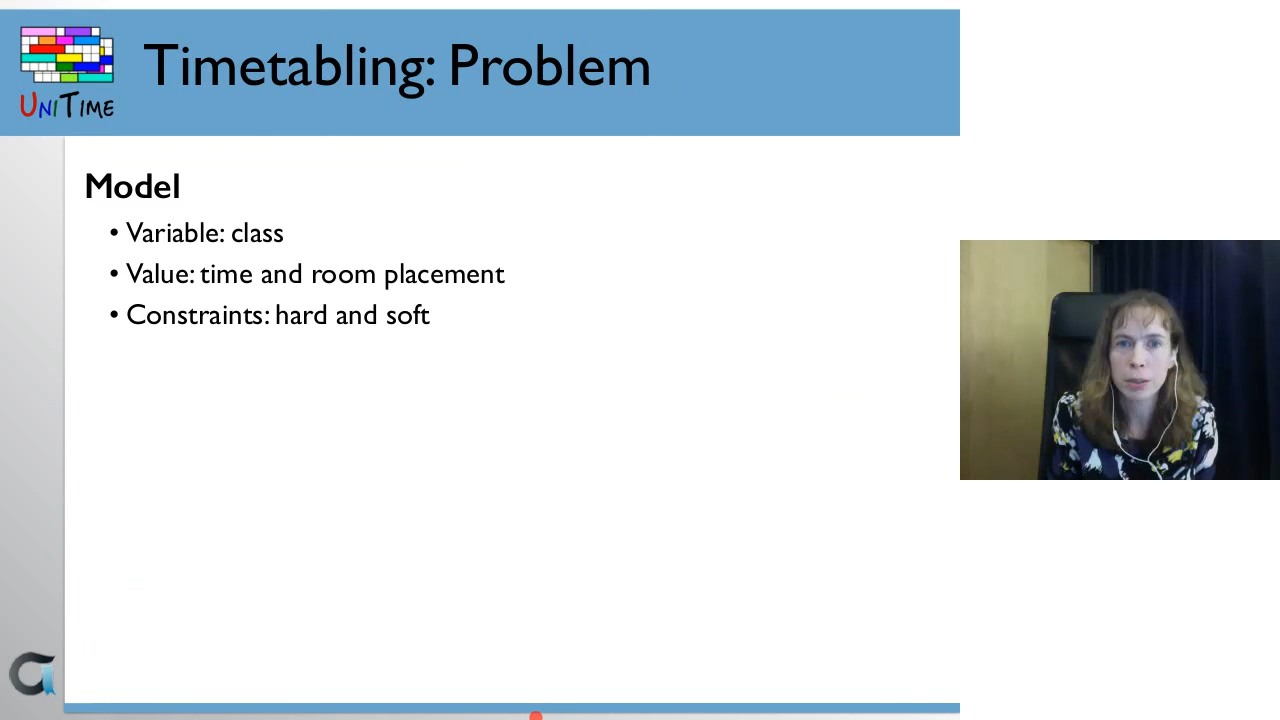 Timetabling: Problem
UNITIME
Model
• Variable: class
• Value: time and room placement
• Constraints: hard and soft